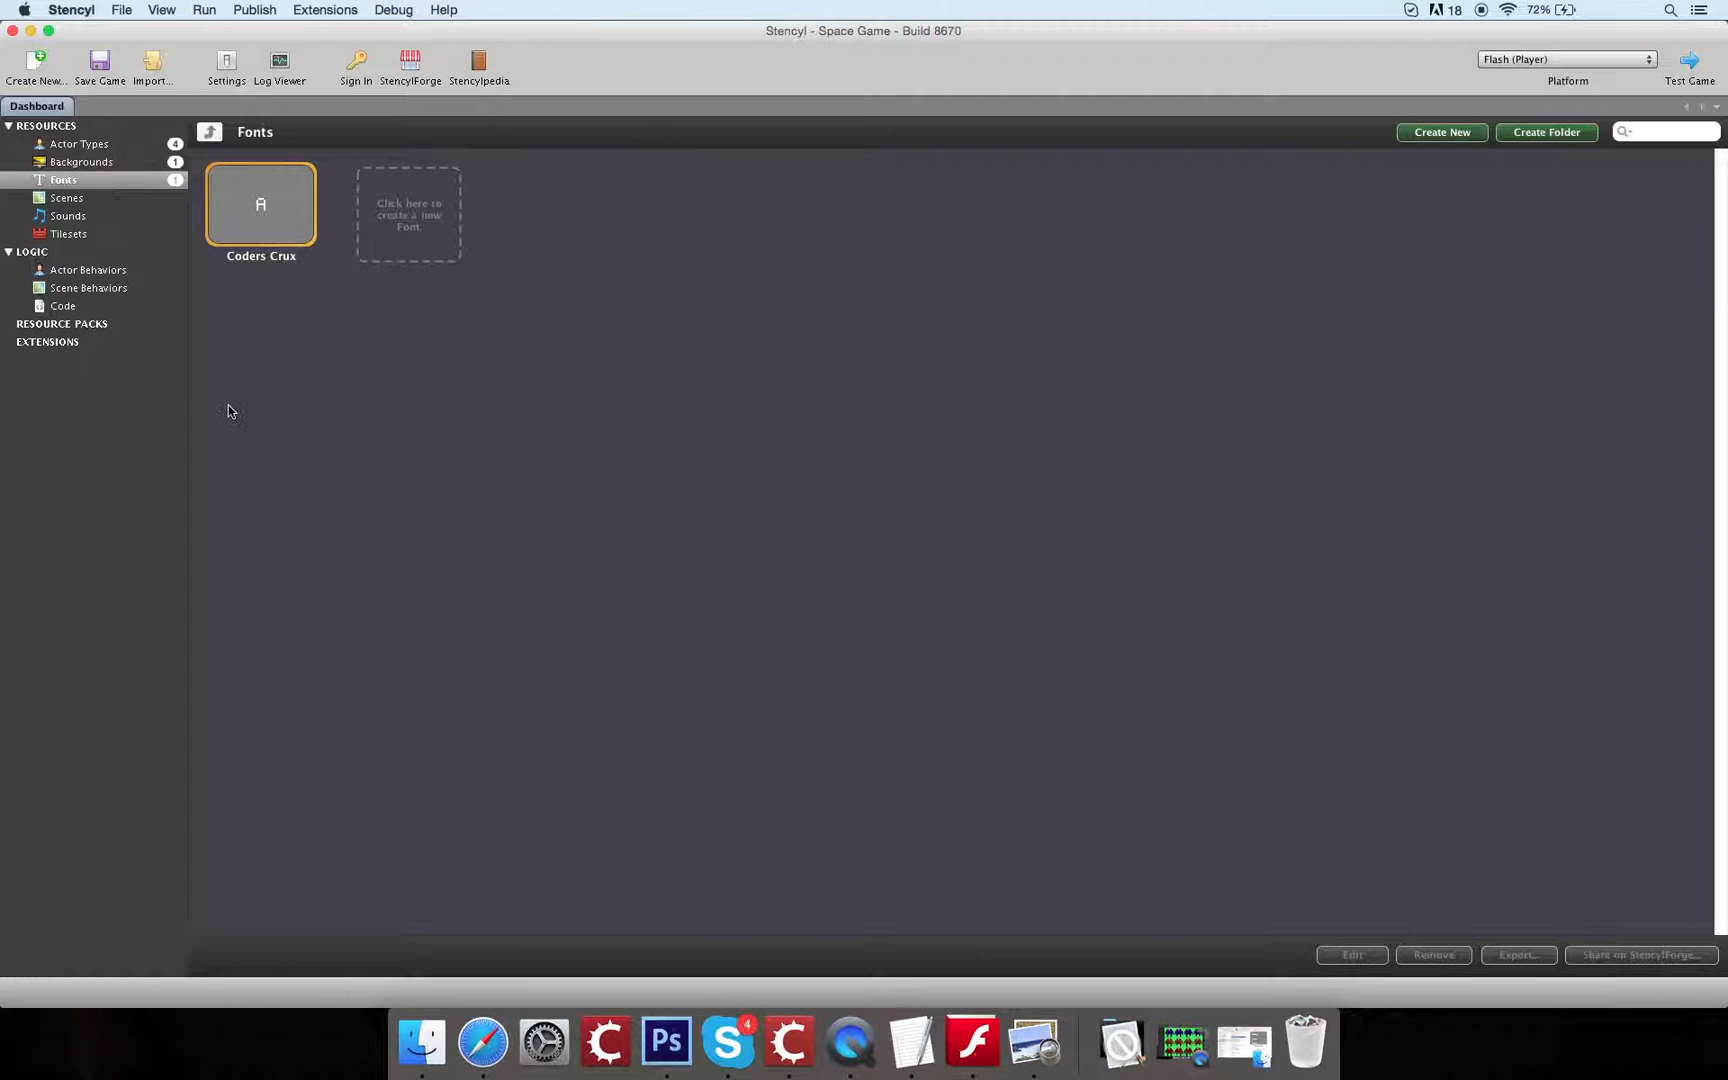 Stencyl File View Run Publish Extensions Debug Help 18 72%
Stencyl - Space Game - Build 8670
Create New... Save Game Import... Settings Log Viewer Sign In StencylForge Stencylpedia Flash (Player) Platform Test Game
Dashboard
RESOURCES
Actor Types 4
Backgrounds 1
Fonts 1
Scenes
Sounds
Tilesets
LOGIC
Actor Behaviors
Scene Behaviors
Code
RESOURCE PACKS
EXTENSIONS
Fonts Create New Create Folder
A
Coders Crux
Click here to
create a new
Font.
Edit Remove Export... Share on StencylForge...
Ps S 4